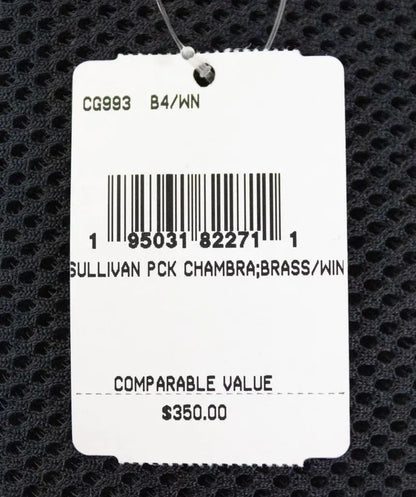 CG993 B4/WN
1 95031 82271 1
SULLIVAN PCK CHAMBRA;BRASS/WIN
COMPARABLE VALUE
$350.00